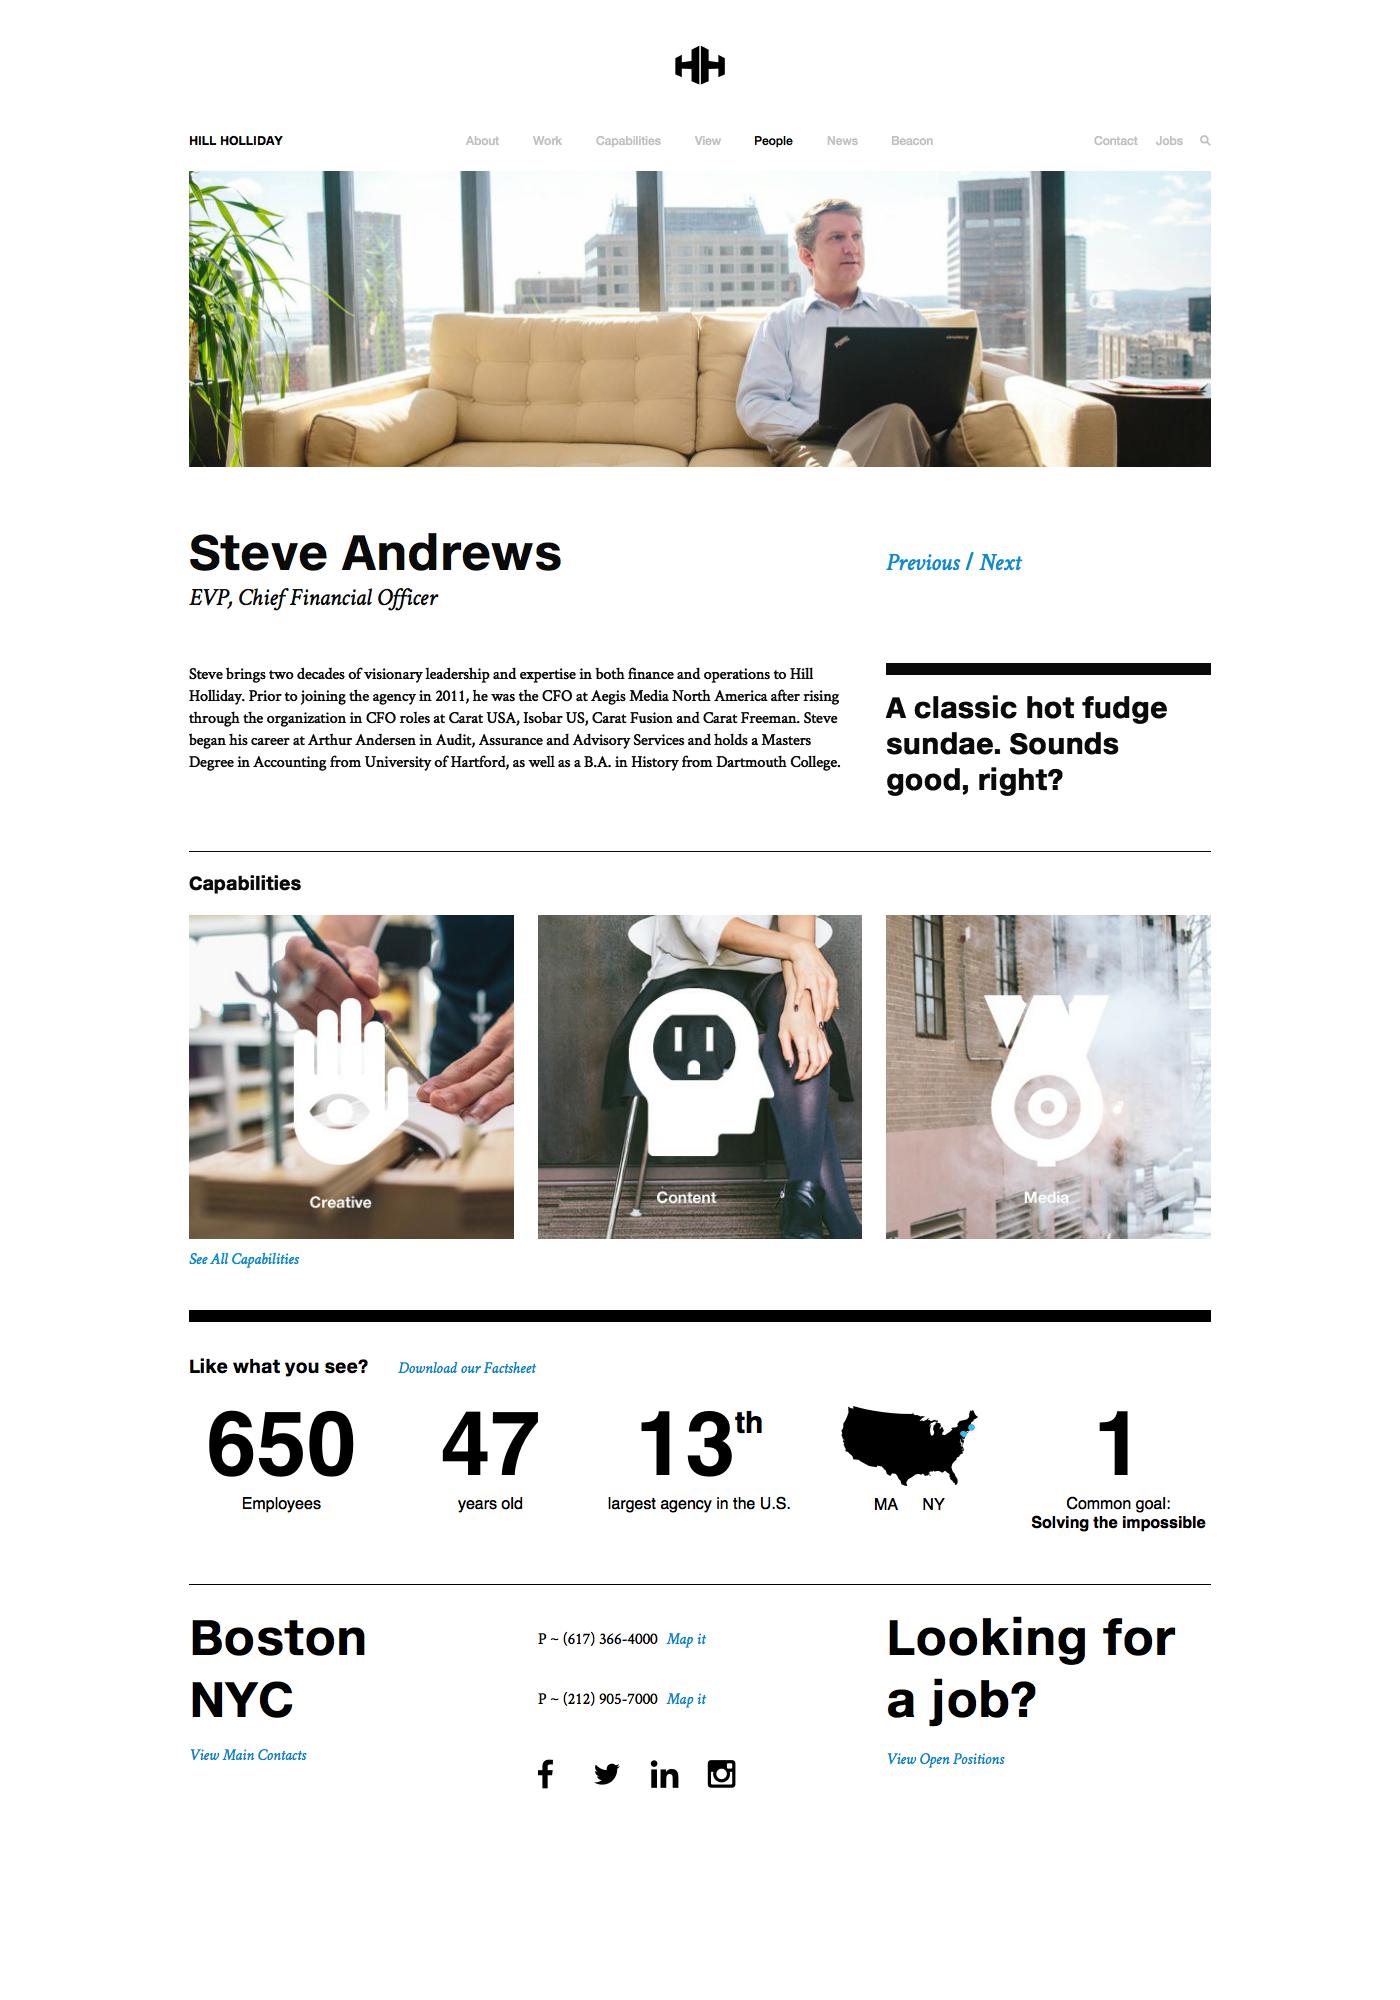 HILL HOLLIDAY
About Work Capabilities View People News Beacon
Contact Jobs
Steve Andrews
EVP, Chief Financial Officer
Previous / Next
Steve brings two decades of visionary leadership and expertise in both finance and operations to Hill
Holliday. Prior to joining the agency in 2011, he was the CFO at Aegis Media North America after rising
through the organization in CFO roles at Carat USA, Isobar US, Carat Fusion and Carat Freeman. Steve
began his career at Arthur Andersen in Audit, Assurance and Advisory Services and holds a Masters
Degree in Accounting from University of Hartford, as well as a B.A. in History from Dartmouth College.
A classic hot fudge
sundae. Sounds
good, right?
Capabilities
Creative
Content
Media
See All Capabilities
Like what you see? Download our Factsheet
650
Employees
47
years old
13th
largest agency in the U.S.
MA NY
1
Common goal:
Solving the impossible
Boston
NYC
View Main Contacts
P ~ (617) 366-4000 Map it
P ~ (212) 905-7000 Map it
Looking for
a job?
View Open Positions